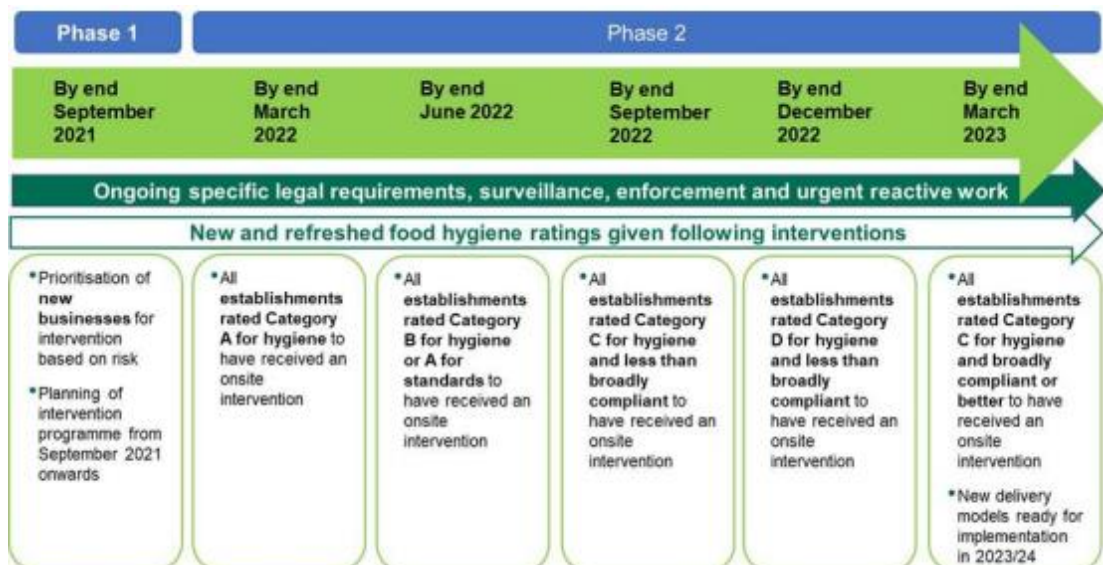 Phase 1
Phase 2
By end
September
2021
By end
March
2022
By end
June 2022
By end
September
2022
By end
December
2022
By end
March
2023
Ongoing specific legal requirements, surveillance, enforcement and urgent reactive work
New and refreshed food hygiene ratings given following interventions
•Prioritisation of
new
businesses for
intervention
based on risk
•Planning of
intervention
programme from
September 2021
onwards
•All
establishments
rated Category
A for hygiene to
have received an
onsite
intervention
•All
establishments
rated Category
B for hygiene
or A for
standards to
have received an
onsite
intervention
•All
establishments
rated Category
C for hygiene
and less than
broadly
compliant to
have received an
onsite
intervention
•All
establishments
rated Category
D for hygiene
and less than
broadly
compliant to
have received an
onsite
intervention
•All
establishments
rated Category
C for hygiene
and broadly
compliant or
better to have
received an
onsite
intervention
•New delivery
models ready for
implementation
in 2023/24